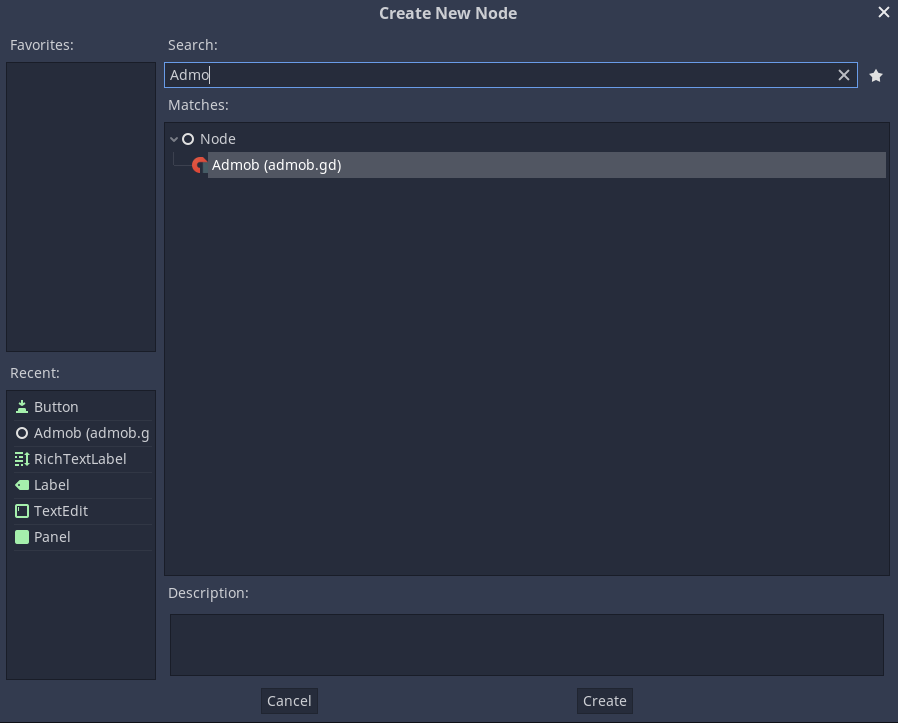 Create New Node
Favorites:
Search:
Admo
Matches:
Node
Admob (admob.gd)
Recent:
Button
Admob (admob.g
RichTextLabel
Label
TextEdit
Panel
Description:
Cancel
Create